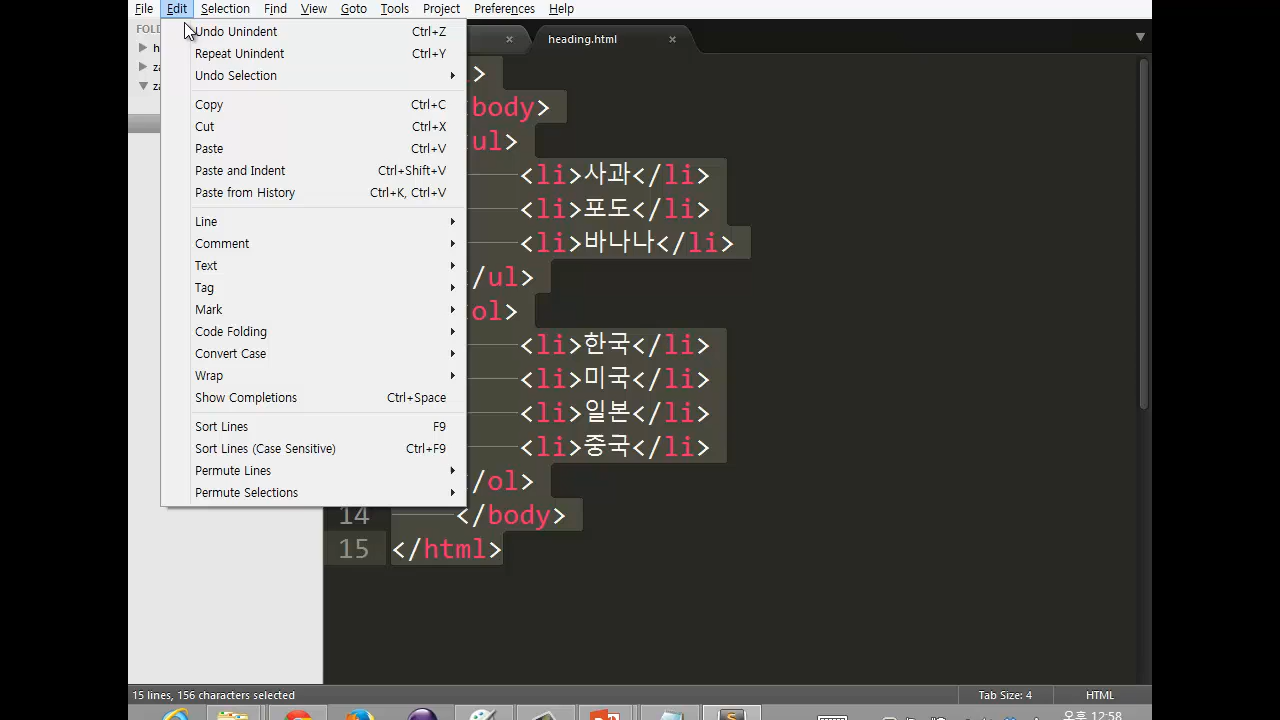 File Edit Selection Find View Goto Tools Project Preferences Help
heading.html
Undo Unindent Ctrl+Z
Repeat Unindent Ctrl+Y
Undo Selection
Copy Ctrl+C
Cut Ctrl+X
Paste Ctrl+V
Paste and Indent Ctrl+Shift+V
Paste from History Ctrl+K, Ctrl+V
Line
Comment
Text
Tag
Mark
Code Folding
Convert Case
Wrap
Show Completions Ctrl+Space
Sort Lines F9
Sort Lines (Case Sensitive) Ctrl+F9
Permute Lines
Permute Selections
>
body>
ul>
<li>사과</li>
<li>포도</li>
<li>바나나</li>
/ul>
ol>
<li>한국</li>
<li>미국</li>
<li>일본</li>
<li>중국</li>
/ol>
14 </body>
15 </html>
15 lines, 156 characters selected Tab Size: 4 HTML
오후 12:58